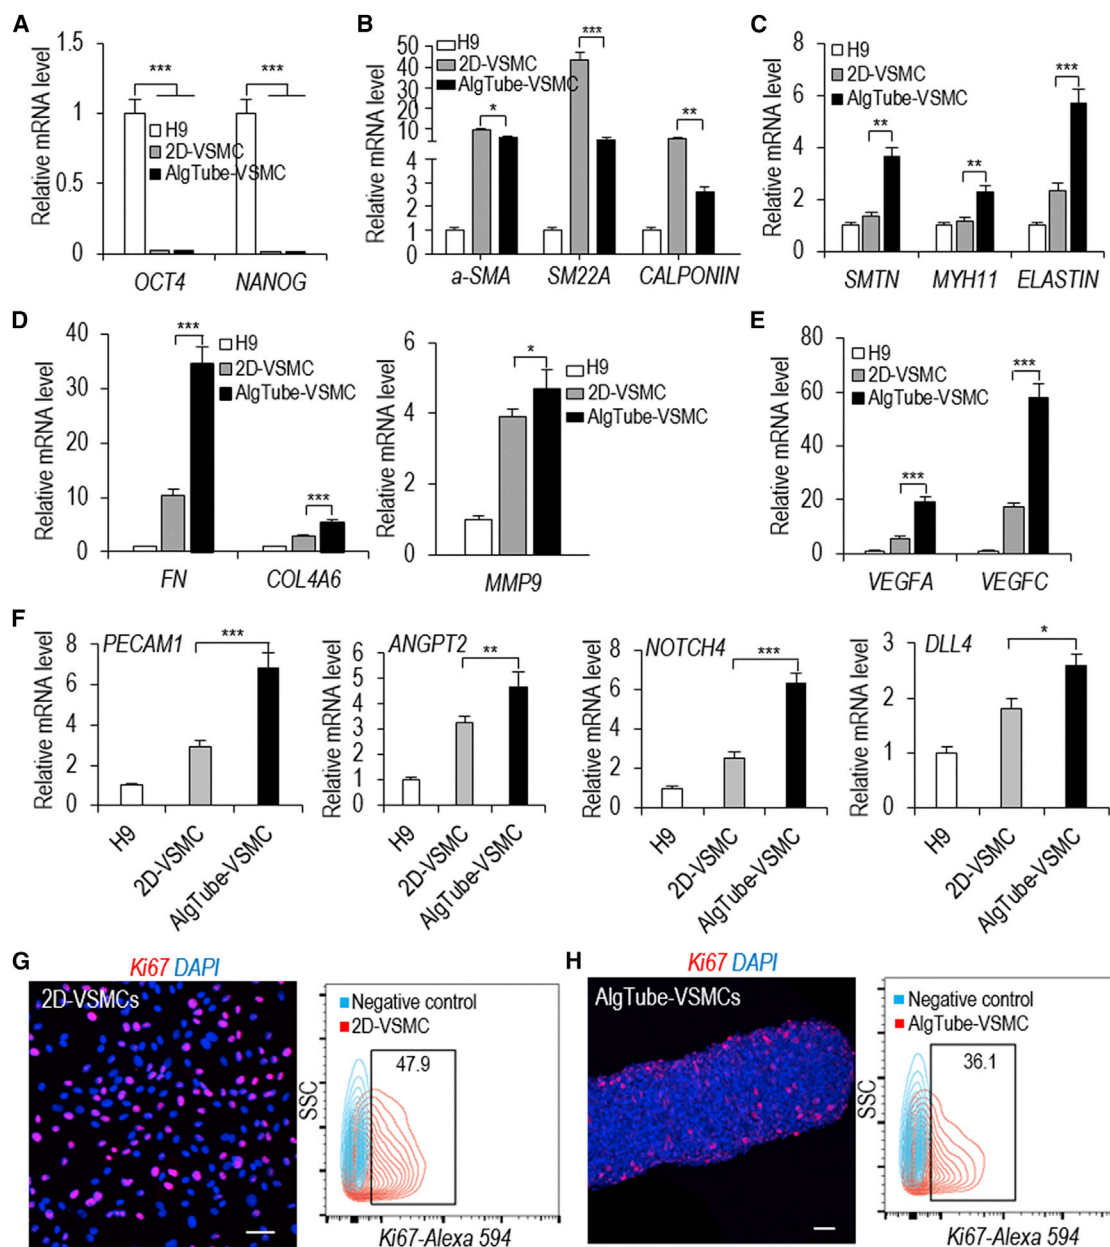 A
Relative mRNA level
1.5
1
0.5
0
***
***
H9
2D-VSMC
AlgTube-VSMC
OCT4 NANOG
B
Relative mRNA level
50
40
30
20
10
5
4
3
2
1
0
H9
2D-VSMC
AlgTube-VSMC
*
***
**
a-SMA SM22A CALPONIN
C
Relative mRNA level
8
6
4
2
0
H9
2D-VSMC
AlgTube-VSMC
**
**
***
SMTN MYH11 ELASTIN
D
Relative mRNA level
40
30
20
10
0
***
***
H9
2D-VSMC
AlgTube-VSMC
FN COL4A6
Relative mRNA level
6
4
2
0
*
H9
2D-VSMC
AlgTube-VSMC
MMP9
E
Relative mRNA level
80
60
40
20
0
H9
2D-VSMC
AlgTube-VSMC
***
***
VEGFA VEGFC
F
PECAM1
Relative mRNA level
8
6
4
2
0
***
H9
2D-VSMC
AlgTube-VSMC
ANGPT2
Relative mRNA level
6
5
4
3
2
1
0
**
H9
2D-VSMC
AlgTube-VSMC
NOTCH4
Relative mRNA level
8
6
4
2
0
***
H9
2D-VSMC
AlgTube-VSMC
DLL4
Relative mRNA level
3
2
1
0
*
H9
2D-VSMC
AlgTube-VSMC
G
Ki67 DAPI
2D-VSMCs
Negative control
2D-VSMC
47.9
SSC
Ki67-Alexa 594
H
Ki67 DAPI
AlgTube-VSMCs
Negative control
AlgTube-VSMC
36.1
SSC
Ki67-Alexa 594